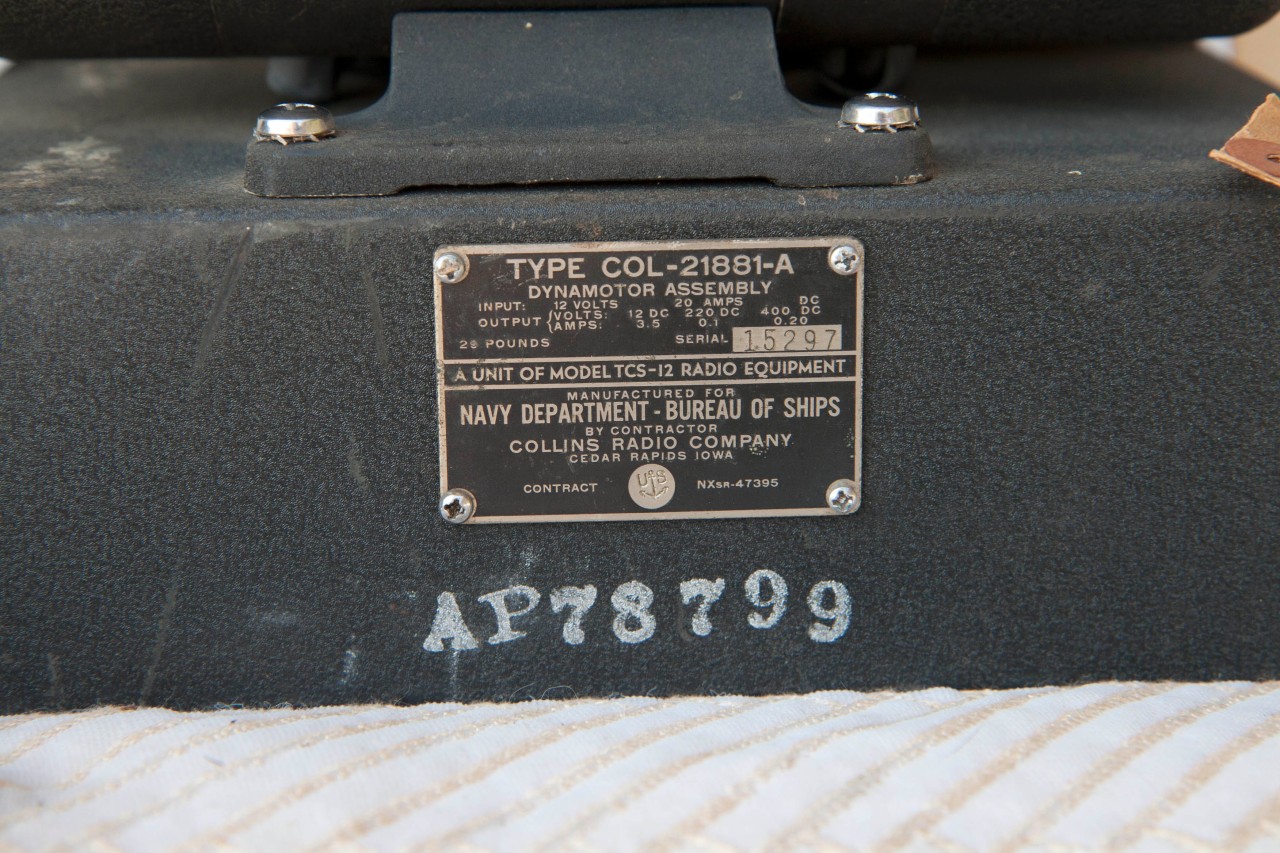 TYPE COL-21881-A
DYNAMOTOR ASSEMBLY
INPUT: 12 VOLTS 20 AMPS DC
OUTPUT {VOLTS: 12 DC 220 DC 400 DC
AMPS: 3.5 0.1 0.20
POUNDS SERIAL 15297
A UNIT OF MODEL TCS-12 RADIO EQUIPMENT
MANUFACTURED FOR
NAVY DEPARTMENT - BUREAU OF SHIPS
BY CONTRACTOR
COLLINS RADIO COMPANY
CEDAR RAPIDS IOWA
CONTRACT US NXSR-47395
AP78799